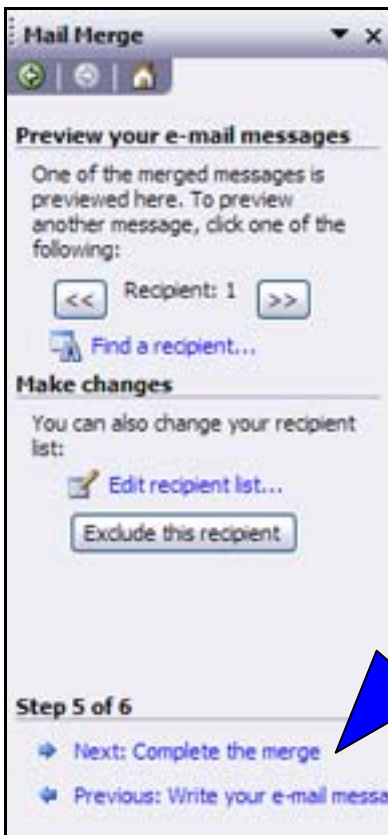 Mail Merge
Preview your e-mail messages
One of the merged messages is
previewed here. To preview
another message, click one of the
following:
<< Recipient: 1 >>
Find a recipient...
Make changes
You can also change your recipient
list:
Edit recipient list...
Exclude this recipient
Step 5 of 6
Next: Complete the merge
Previous: Write your e-mail messa